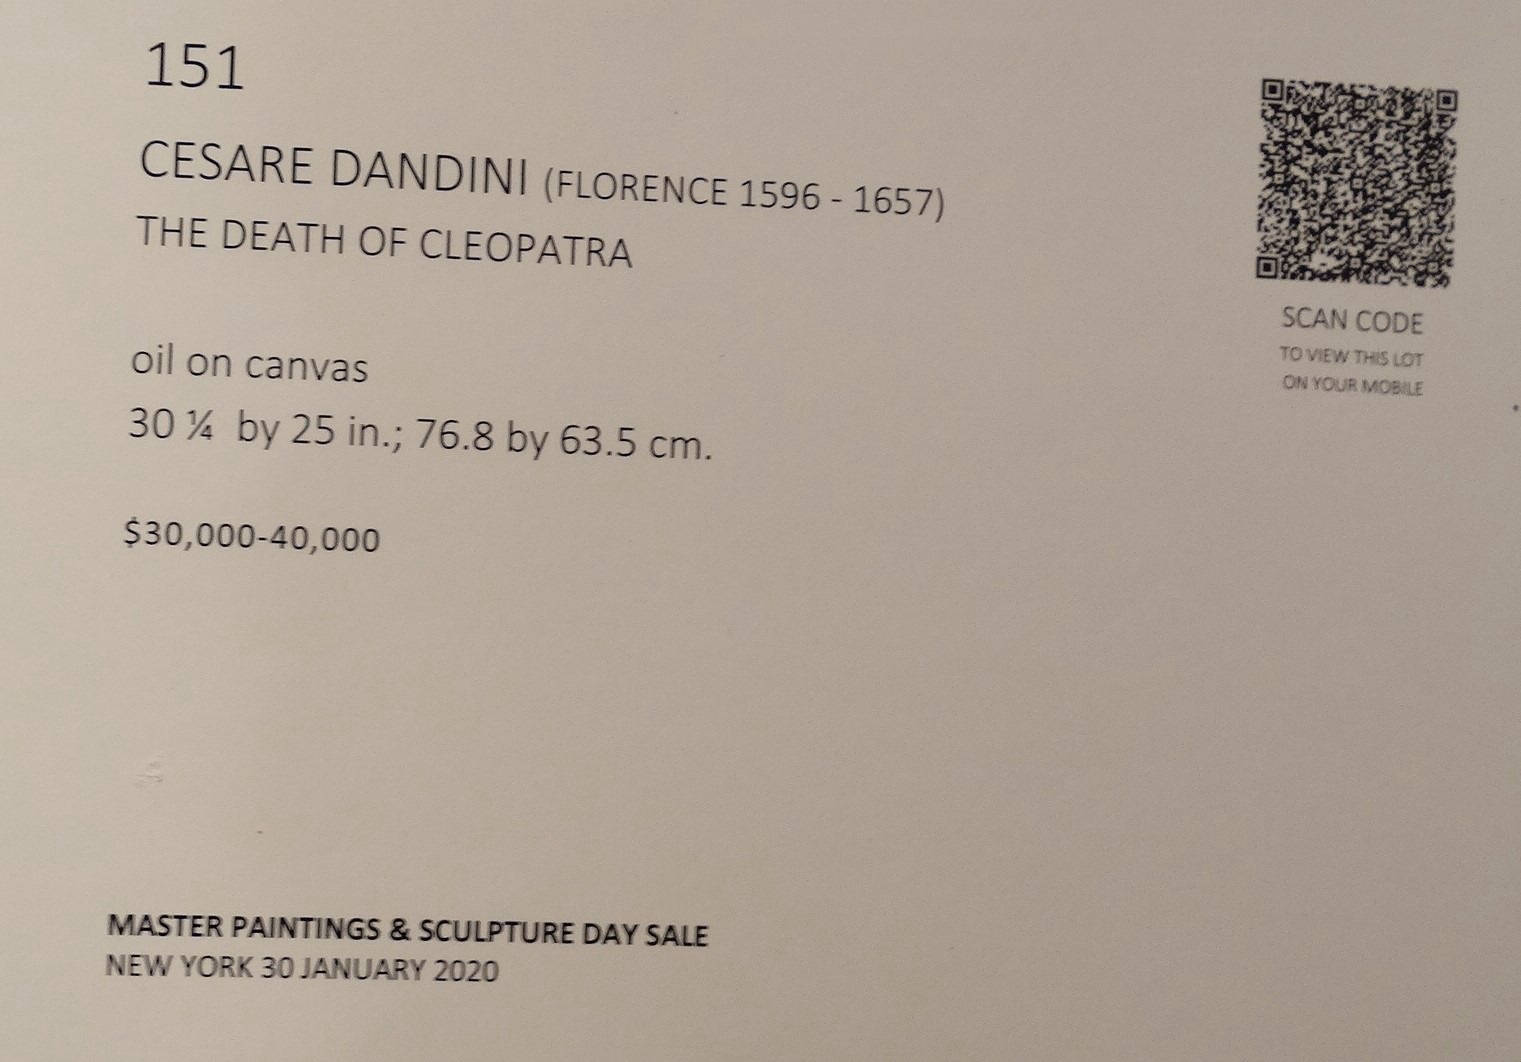 151
CESARE DANDINI (FLORENCE 1596 - 1657)
THE DEATH OF CLEOPATRA
oil on canvas
30 ¼ by 25 in.; 76.8 by 63.5 cm.
$30,000-40,000
SCAN CODE
TO VIEW THIS LOT
ON YOUR MOBILE
MASTER PAINTINGS & SCULPTURE DAY SALE
NEW YORK 30 JANUARY 2020